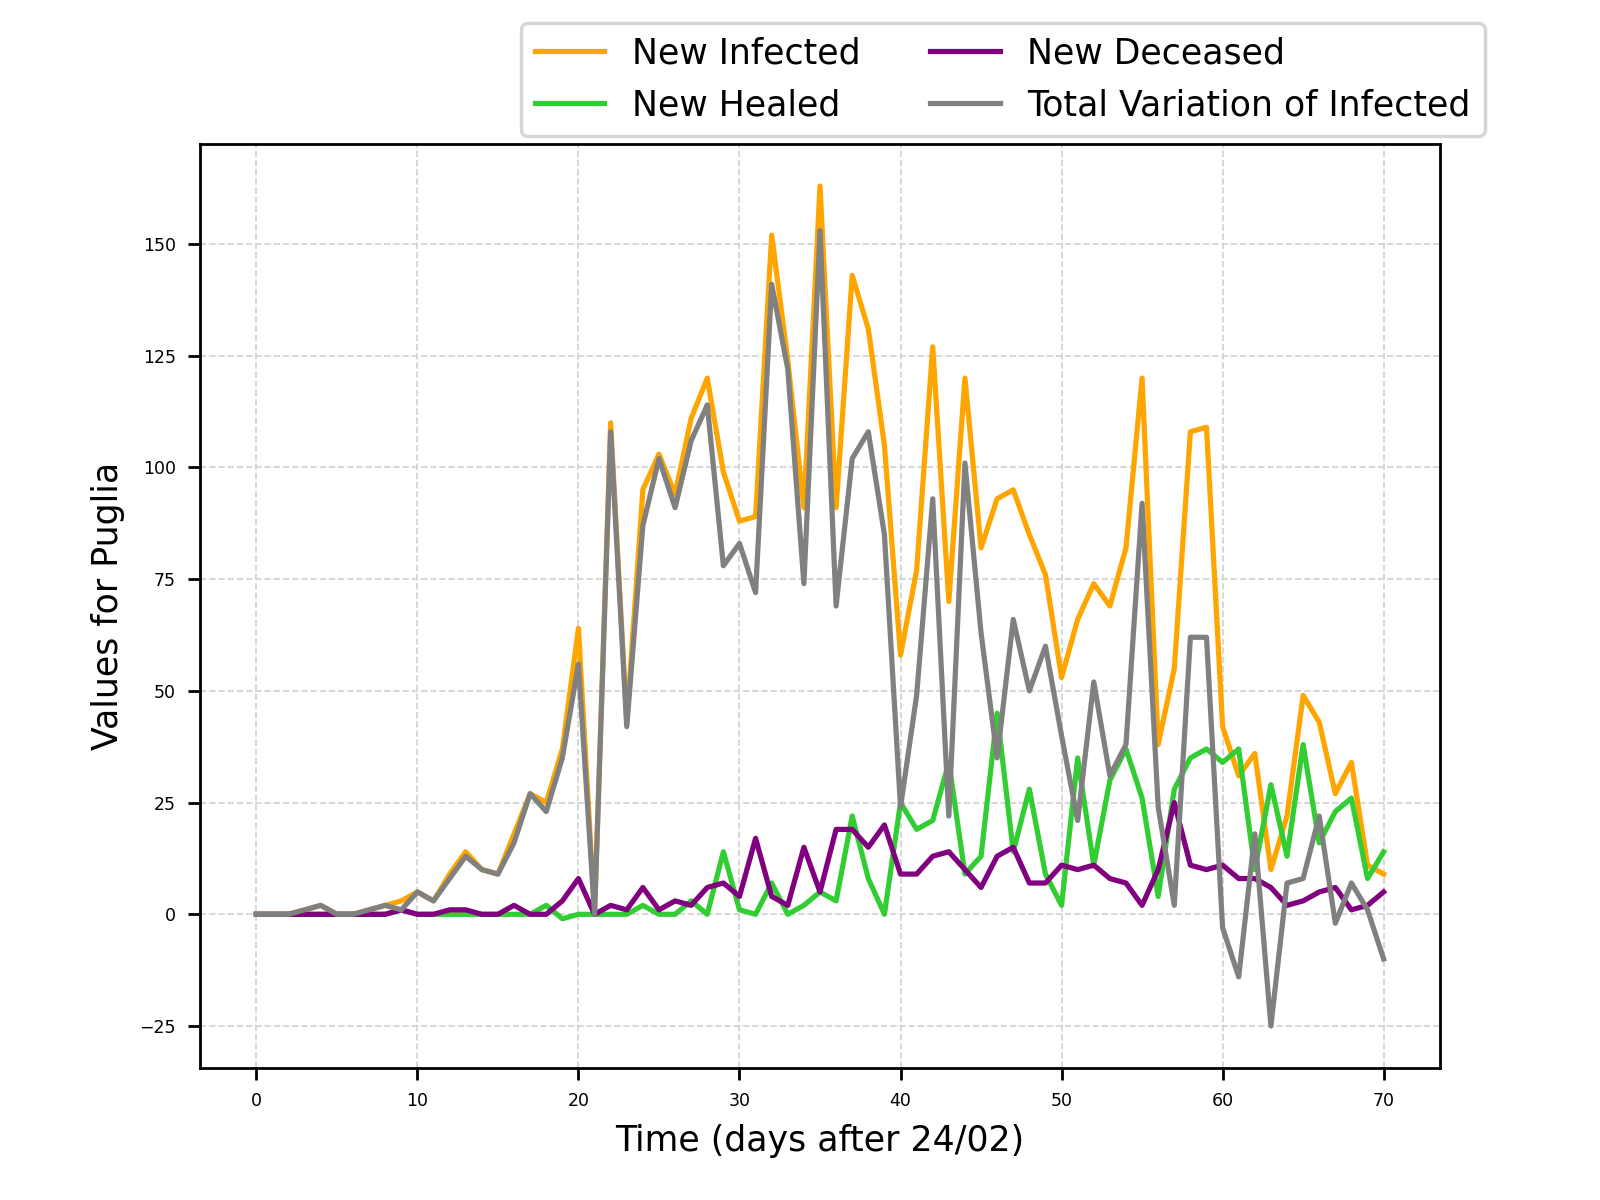 New Infected
New Healed
New Deceased
Total Variation of Infected
Values for Puglia
150
125
100
75
50
25
0
−25
0 10 20 30 40 50 60 70
Time (days after 24/02)